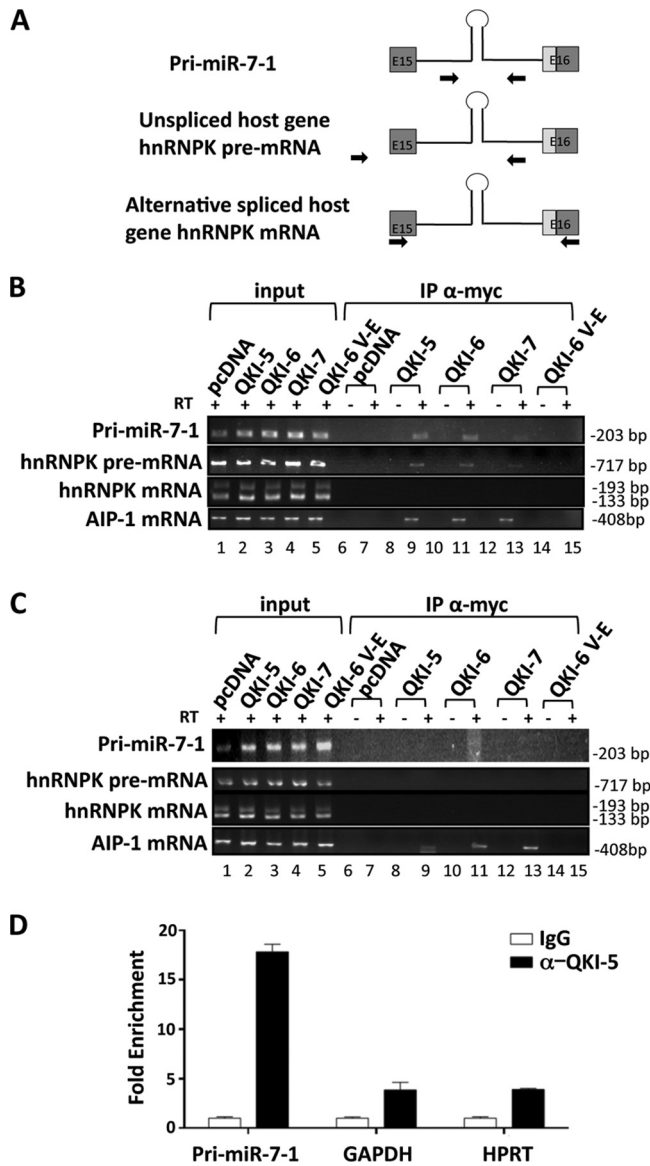 A
Pri-miR-7-1
E15
E16
Unspliced host gene
hnRNPK pre-mRNA
E15
E16
Alternative spliced host
gene hnRNPK mRNA
E15
E16
B
input
IP α-myc
pcDNA
QKI-5
QKI-6
QKI-7
QKI-6 V-E
pcDNA
QKI-5
QKI-6
QKI-7
QKI-6 V-E
RT + + + + + - + - + - + - + - +
Pri-miR-7-1
-203 bp
hnRNPK pre-mRNA
-717 bp
hnRNPK mRNA
-193 bp
-133 bp
AIP-1 mRNA
-408bp
1 2 3 4 5 6 7 8 9 10 11 12 13 14 15
C
input
IP α-myc
pcDNA
QKI-5
QKI-6
QKI-7
QKI-6 V-E
pcDNA
QKI-5
QKI-6
QKI-7
QKI-6 V-E
RT + + + + + - + - + - + - + - +
Pri-miR-7-1
-203 bp
hnRNPK pre-mRNA
-717 bp
hnRNPK mRNA
-193 bp
-133 bp
AIP-1 mRNA
-408bp
1 2 3 4 5 6 7 8 9 10 11 12 13 14 15
D
Fold Enrichment
20
15
10
5
0
IgG
α-QKI-5
Pri-miR-7-1
GAPDH
HPRT